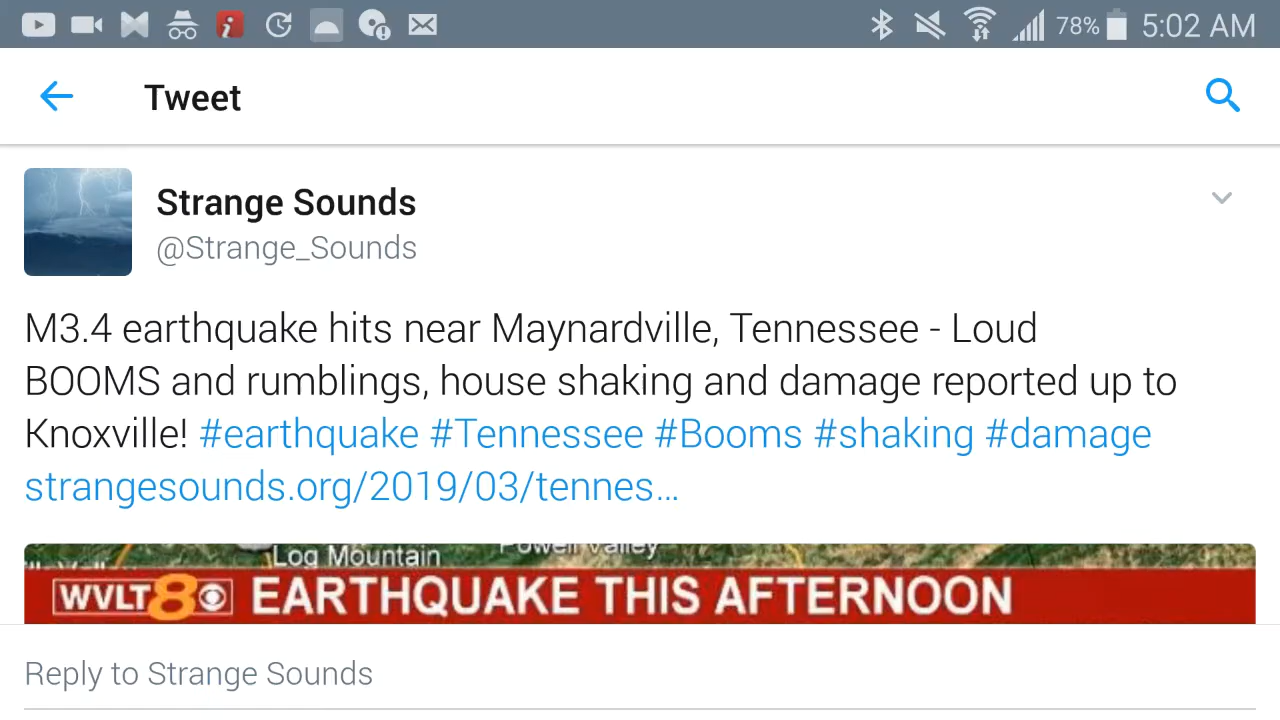 78% 5:02 AM
Tweet
Strange Sounds
@Strange_Sounds
M3.4 earthquake hits near Maynardville, Tennessee - Loud
BOOMS and rumblings, house shaking and damage reported up to
Knoxville! #earthquake #Tennessee #Booms #shaking #damage
strangesounds.org/2019/03/tennes…
Log Mountain Powell Valley
WVLT 8 EARTHQUAKE THIS AFTERNOON
Reply to Strange Sounds